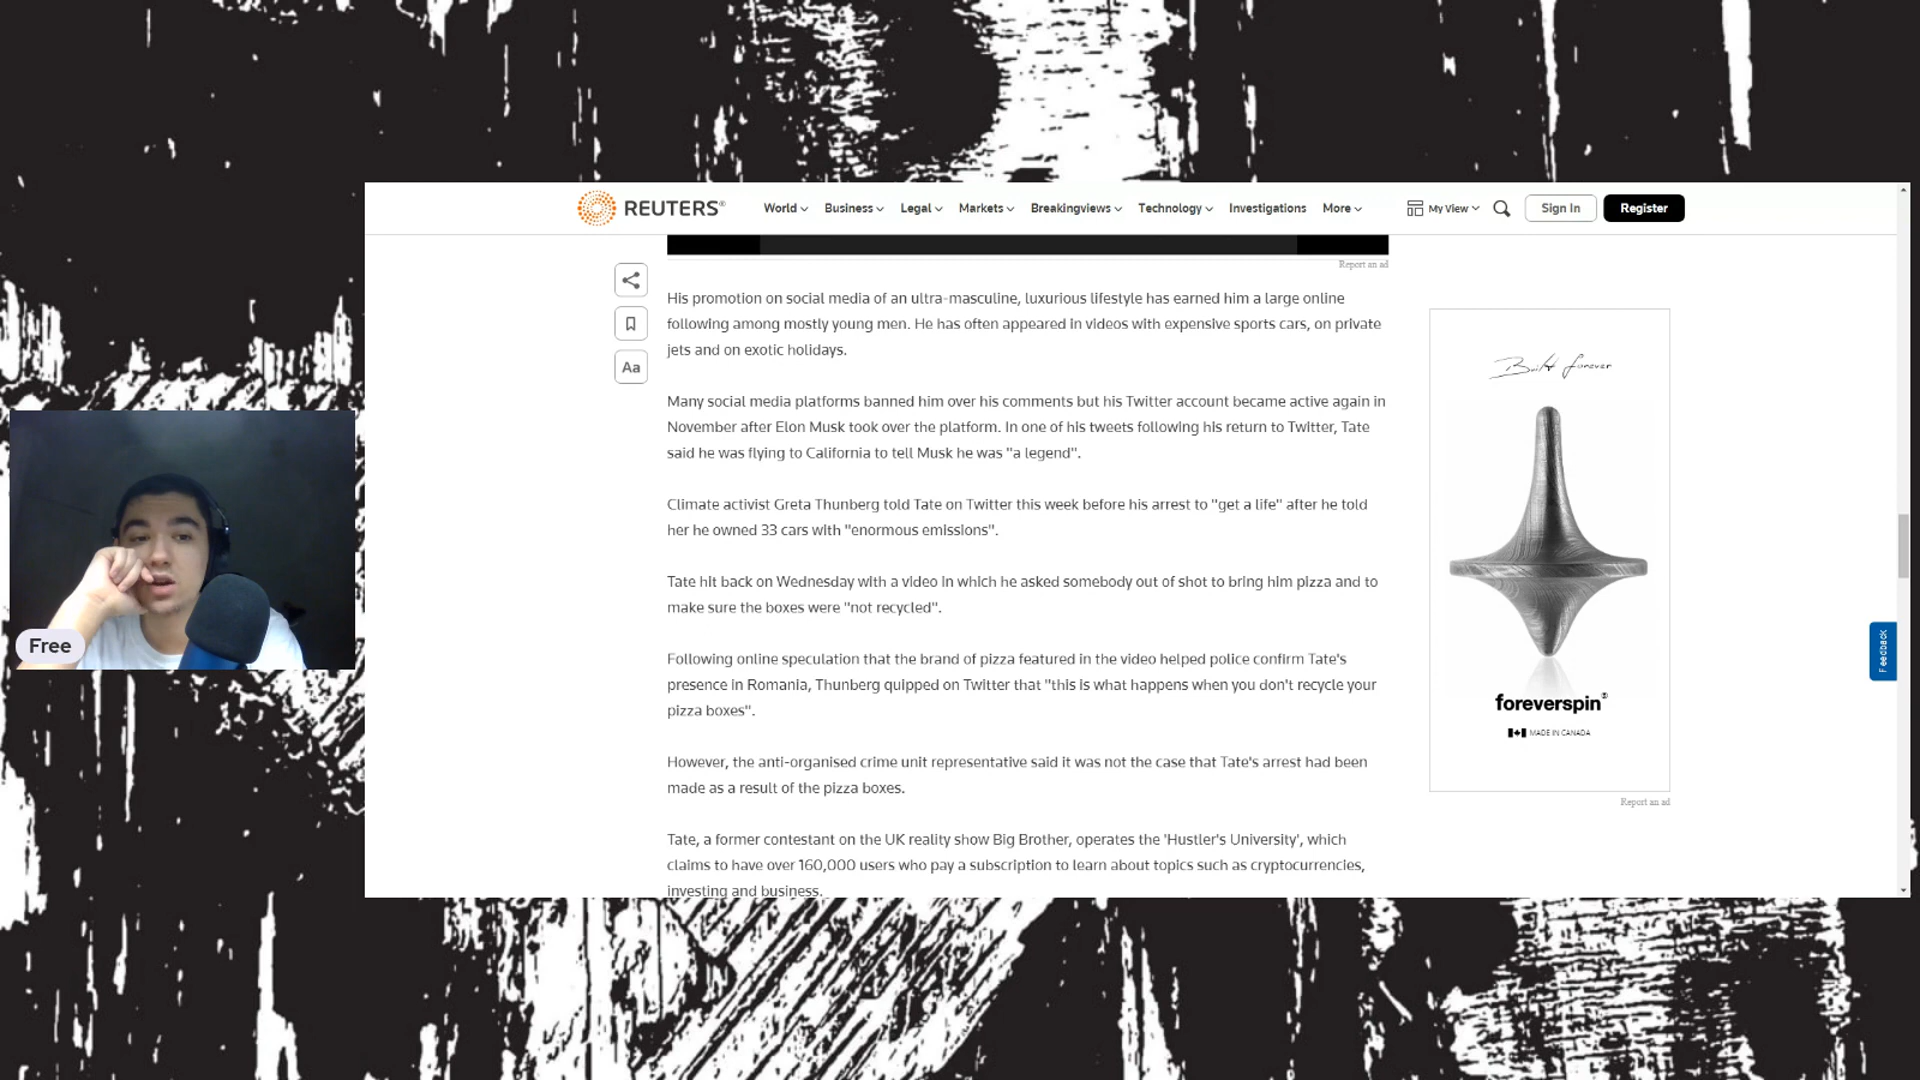 REUTERS®
World
Business
Legal
Markets
Breakingviews
Technology
Investigations
More
My View
Sign In
Register
Report an ad
Aa
His promotion on social media of an ultra-masculine, luxurious lifestyle has earned him a large online
following among mostly young men. He has often appeared in videos with expensive sports cars, on private
jets and on exotic holidays.
Many social media platforms banned him over his comments but his Twitter account became active again in
November after Elon Musk took over the platform. In one of his tweets following his return to Twitter, Tate
said he was flying to California to tell Musk he was "a legend".
Climate activist Greta Thunberg told Tate on Twitter this week before his arrest to "get a life" after he told
her he owned 33 cars with "enormous emissions".
Tate hit back on Wednesday with a video in which he asked somebody out of shot to bring him pizza and to
make sure the boxes were "not recycled".
Following online speculation that the brand of pizza featured in the video helped police confirm Tate's
presence in Romania, Thunberg quipped on Twitter that "this is what happens when you don't recycle your
pizza boxes".
However, the anti-organised crime unit representative said it was not the case that Tate's arrest had been
made as a result of the pizza boxes.
Tate, a former contestant on the UK reality show Big Brother, operates the 'Hustler's University', which
claims to have over 160,000 users who pay a subscription to learn about topics such as cryptocurrencies,
investing and business.
Built forever
foreverspin®
MADE IN CANADA
Report an ad
Feedback
Free